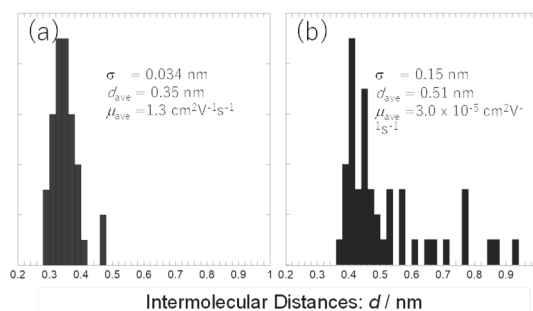 (a)
σ = 0.034 nm
dave = 0.35 nm
μave = 1.3 cm²V-¹s-¹
0.2 0.3 0.4 0.5 0.6 0.7 0.8 0.9 1
(b)
σ = 0.15 nm
dave = 0.51 nm
μave = 3.0 x 10-⁵ cm²V-
¹s-¹
0.2 0.3 0.4 0.5 0.6 0.7 0.8 0.9
Intermolecular Distances: d / nm